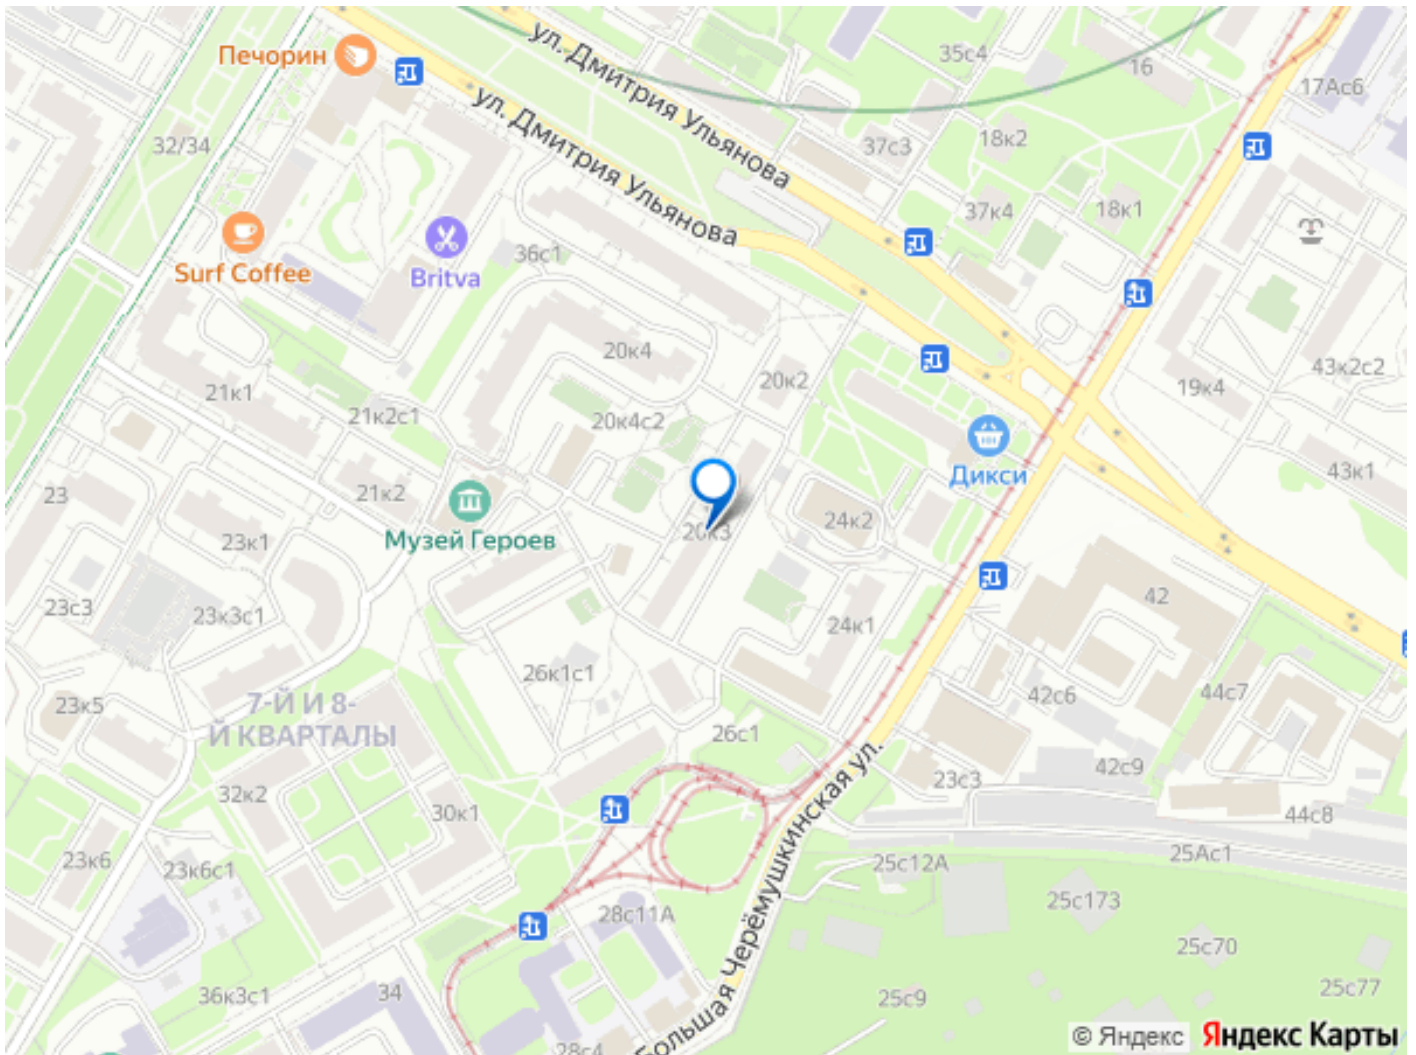 Печорин
ул. Дмитрия Ульянова
35с4
16
17Ас6
ул. Дмитрия Ульянова
32/34
37с3
18к2
37к4
18к1
Surf Coffee
Britva
36с1
20к4
20к2
43к2с2
19к4
21к1
21к2с1
20к4с2
Дикси
43к1
23
21к2
Музей Героев
20к3
24к2
23к1
42
23с3
23к3с1
24к1
26к1с1
42с6
44с7
23к5
7-Й И 8-
Й КВАРТАЛЫ
26с1
42с9
23с3
32к2
30к1
44с8
Большая Черёмушкинская ул.
23к6
23к6с1
25с12А
25Ас1
28с11А
25с173
25с70
36к3с1
34
25с9
25с77
28с4
© Яндекс
Яндекс Карты